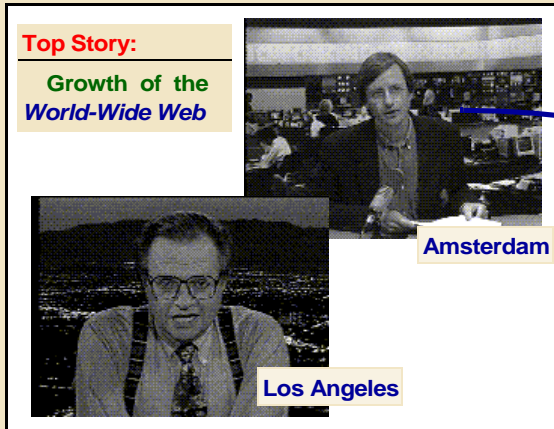 Top Story:
Growth of the
World-Wide Web
Amsterdam
Los Angeles